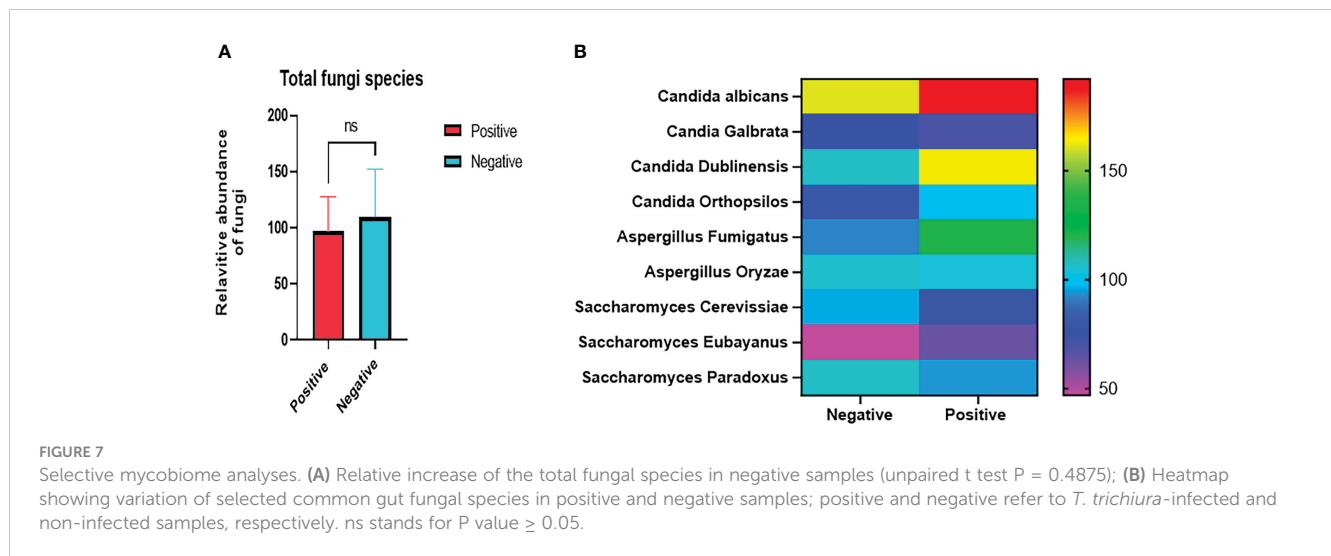 A
Total fungi species
Relavitive abundance
of fungi
200
150
100
50
0
ns
Positive
Negative
Positive
Negative
B
Candida albicans
Candia Galbrata
Candida Dublinensis
Candida Orthopsilos
Aspergillus Fumigatus
Aspergillus Oryzae
Saccharomyces Cerevissiae
Saccharomyces Eubayanus
Saccharomyces Paradoxus
Negative
Positive
150
100
50
FIGURE 7
Selective mycobiome analyses. (A) Relative increase of the total fungal species in negative samples (unpaired t test P = 0.4875); (B) Heatmap
showing variation of selected common gut fungal species in positive and negative samples; positive and negative refer to T. trichiura-infected and
non-infected samples, respectively. ns stands for P value ≥ 0.05.